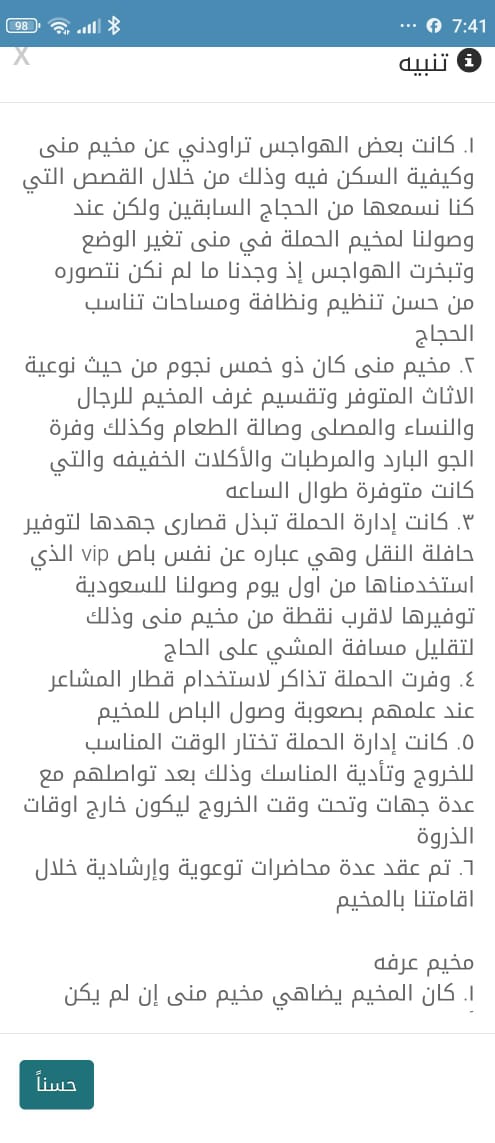 98
... 7:41
X
تنبيه
١. كانت بعض الهواجس تراودني عن مخيم منى
وكيفية السكن فيه وذلك من خلال القصص التي
كنا نسمعها من الحجاج السابقين ولكن عند
وصولنا لمخيم الحملة في منى تغير الوضع
وتبخرت الهواجس إذ وجدنا ما لم نكن نتصوره
من حسن تنظيم ونظافة ومساحات تناسب
الحجاج
٢. مخيم منى كان ذو خمس نجوم من حيث نوعية
الاثاث المتوفر وتقسيم غرف المخيم للرجال
والنساء والمصلى وصالة الطعام وكذلك وفرة
الجو البارد والمرطبات والأكلات الخفيفه والتي
كانت متوفرة طوال الساعه
٣. كانت إدارة الحملة تبذل قصارى جهدها لتوفير
حافلة النقل وهي عباره عن نفس باص vip الذي
استخدمناها من اول يوم وصولنا للسعودية
توفيرها لاقرب نقطة من مخيم منى وذلك
لتقليل مسافة المشي على الحاج
٤. وفرت الحملة تذاكر لاستخدام قطار المشاعر
عند علمهم بصعوبة وصول الباص للمخيم
٥. كانت إدارة الحملة تختار الوقت المناسب
للخروج وتأدية المناسك وذلك بعد تواصلهم مع
عدة جهات وتحت وقت الخروج ليكون خارج اوقات
الذروة
٦. تم عقد عدة محاضرات توعوية وإرشادية خلال
اقامتنا بالمخيم
مخيم عرفه
١. كان المخيم يضاهي مخيم منى إن لم يكن
حسناً